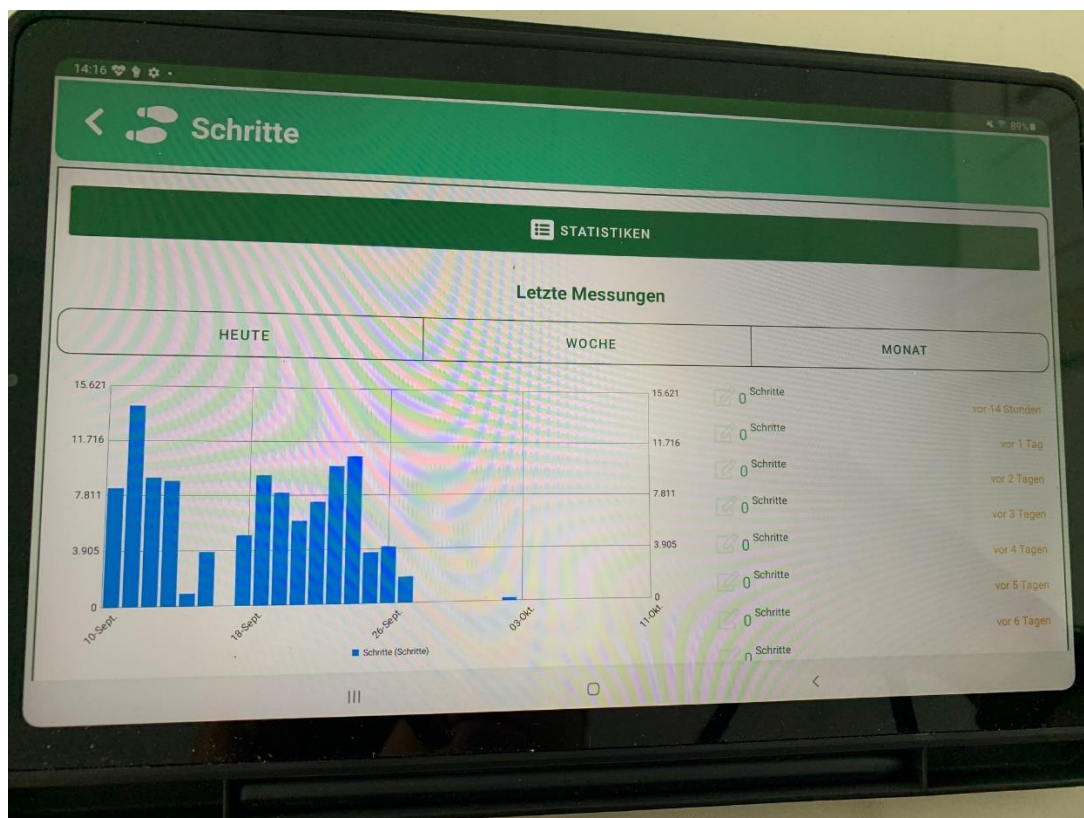 14:16
89%
Schritte
STATISTIKEN
Letzte Messungen
HEUTE
WOCHE
MONAT
15.621
11.716
7.811
3.905
0
10-Sept.
18-Sept.
26-Sept.
03-Okt.
11-Okt.
15.621
11.716
7.811
3.905
0
Schritte (Schritte)
0 Schritte
vor 14 Stunden
0 Schritte
vor 1 Tag
0 Schritte
vor 2 Tagen
0 Schritte
vor 3 Tagen
0 Schritte
vor 4 Tagen
0 Schritte
vor 5 Tagen
0 Schritte
vor 6 Tagen
0 Schritte